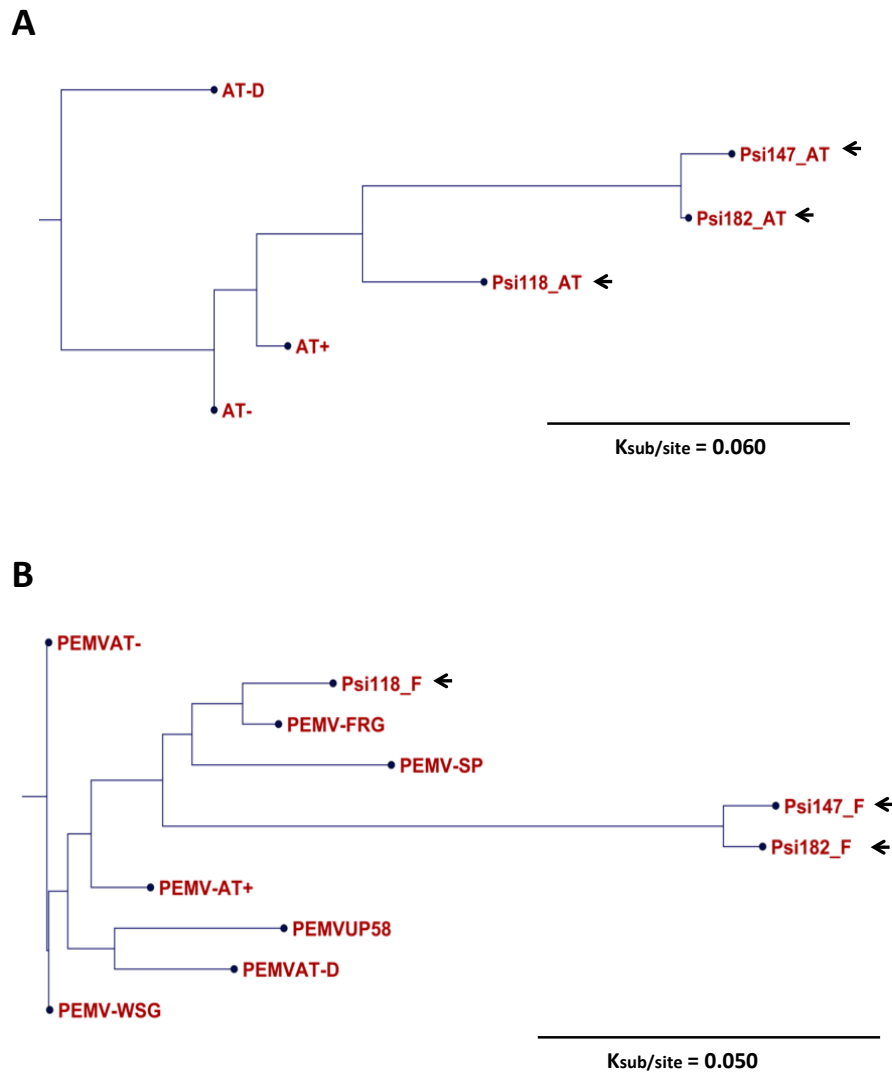 A
AT-D
Psi147_AT
Psi182_AT
Psi118_AT
AT+
AT-
Ksub/site = 0.060
B
PEMVAT-
Psi118_F
PEMV-FRG
PEMV-SP
Psi147_F
Psi182_F
PEMV-AT+
PEMVUP58
PEMVAT-D
PEMV-WSG
Ksub/site = 0.050